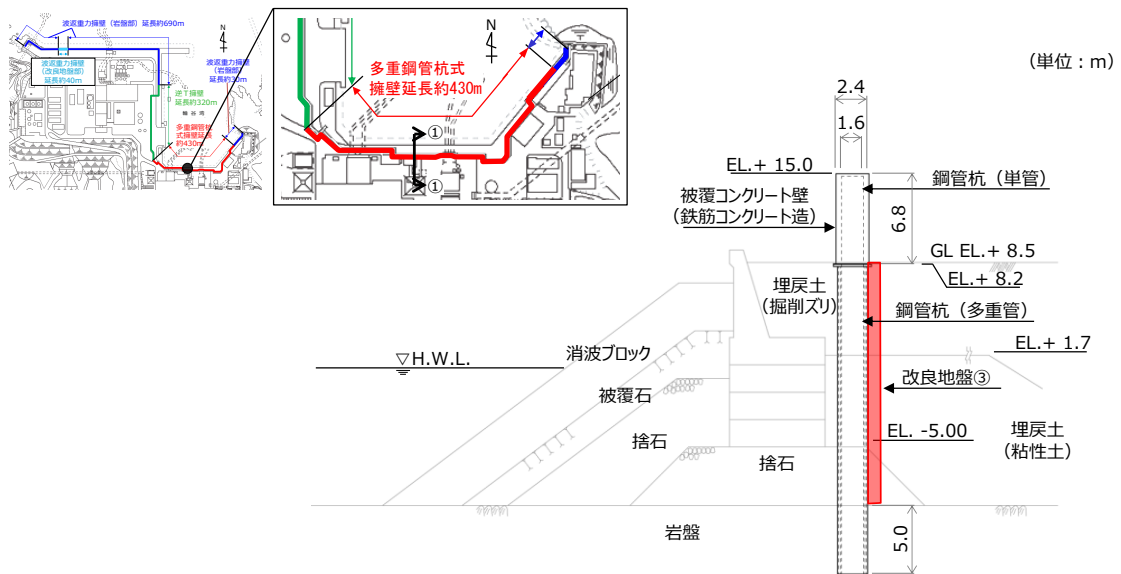 波返重力擁壁（岩盤部）延長約690m
波返重力擁壁
(改良地盤部)
延長約40m
波返重力擁壁
(岩盤部)
延長約30m
逆T擁壁
延長約320m
輪谷湾
多重鋼管杭
式擁壁延長
約430m
N
N
多重鋼管杭式
擁壁延長約430m
①
①
（単位：m）
2.4
1.6
EL.+ 15.0
鋼管杭（単管）
被覆コンクリート壁
（鉄筋コンクリート造）
6.8
GL EL.+ 8.5
EL.+ 8.2
埋戻土
（掘削ズリ）
鋼管杭（多重管）
EL.+ 1.7
▽H.W.L.
消波ブロック
改良地盤③
被覆石
EL. -5.00
埋戻土
（粘性土）
捨石
捨石
岩盤
5.0